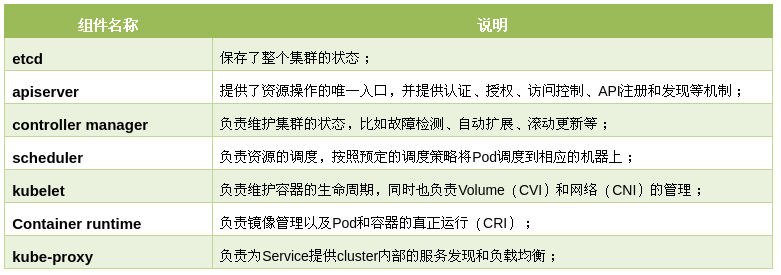 组件名称 说明
etcd 保存了整个集群的状态；
apiserver 提供了资源操作的唯一入口，并提供认证、授权、访问控制、API注册和发现等机制；
controller manager 负责维护集群的状态，比如故障检测、自动扩展、滚动更新等；
scheduler 负责资源的调度，按照预定的调度策略将Pod调度到相应的机器上；
kubelet 负责维护容器的生命周期，同时也负责Volume（CVI）和网络（CNI）的管理；
Container runtime 负责镜像管理以及Pod和容器的真正运行（CRI）；
kube-proxy 负责为Service提供cluster内部的服务发现和负载均衡；